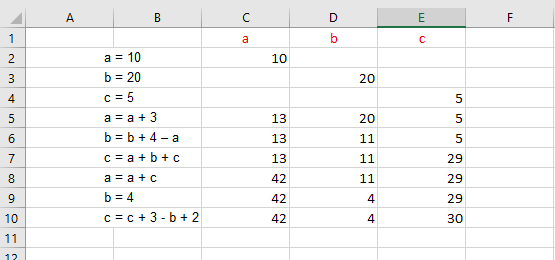 A B C D E F
1 a b c
2 a = 10 10
3 b = 20 20
4 c = 5 5
5 a = a + 3 13 20 5
6 b = b + 4 – a 13 11 5
7 c = a + b + c 13 11 29
8 a = a + c 42 11 29
9 b = 4 42 4 29
10 c = c + 3 - b + 2 42 4 30
11
12